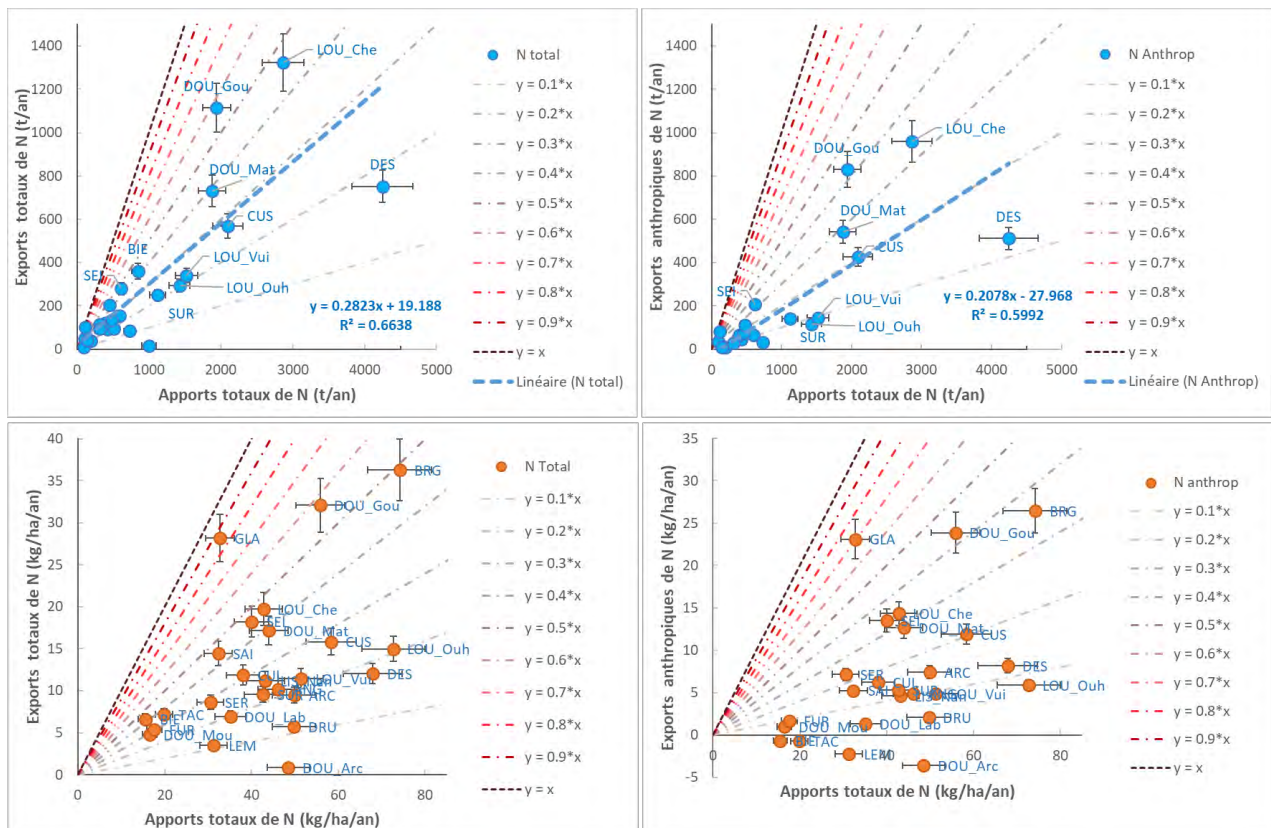 Exports totaux de N (t/an)
1400
1200
1000
800
600
400
200
0
0 1000 2000 3000 4000 5000
Apports totaux de N (t/an)
LOU_Che
DOU_Gou
DOU_Mat
DES
CUS
BIE
LOU_Vui
LOU_Ouh
SUR
y = 0.2823x + 19.188
R² = 0.6638
N total
y = 0.1*x
y = 0.2*x
y = 0.3*x
y = 0.4*x
y = 0.5*x
y = 0.6*x
y = 0.7*x
y = 0.8*x
y = 0.9*x
y = x
Linéaire (N total)
Exports anthropiques de N (t/an)
1400
1200
1000
800
600
400
200
0
0 1000 2000 3000 4000 5000
Apports totaux de N (t/an)
LOU_Che
DOU_Gou
DOU_Mat
DES
CUS
LOU_Vui
LOU_Ouh
SUR
y = 0.2078x - 27.968
R² = 0.5992
N Anthrop
y = 0.1*x
y = 0.2*x
y = 0.3*x
y = 0.4*x
y = 0.5*x
y = 0.6*x
y = 0.7*x
y = 0.8*x
y = 0.9*x
y = x
Linéaire (N Anthrop)
Exports totaux de N (kg/ha/an)
40
35
30
25
20
15
10
5
0
0 20 40 60 80
Apports totaux de N (kg/ha/an)
BRG
DOU_Gou
GLA
LOU_Che
SEI
DOU_Mat
CUS
LOU_Ouh
SAI
CUL
LOU_Vui
DES
ARC
SER
TAC
DOU_Lab
DRU
DOU_Mou
LEM
DOU_Arc
N Total
y = 0.1*x
y = 0.2*x
y = 0.3*x
y = 0.4*x
y = 0.5*x
y = 0.6*x
y = 0.7*x
y = 0.8*x
y = 0.9*x
y = x
Exports anthropiques de N (kg/ha/an)
35
30
25
20
15
10
5
0
-5
0 20 40 60 80
Apports totaux de N (kg/ha/an)
BRG
DOU_Gou
GLA
LOU_Che
SEI
DOU_Mat
CUS
SER
ARC
DES
CUL
LOU_Ouh
LOU_Vui
FUR
DOU_Mou
DOU_Lab
DRU
TAC
LEM
DOU_Arc
N anthrop
y = 0.1*x
y = 0.2*x
y = 0.3*x
y = 0.4*x
y = 0.5*x
y = 0.6*x
y = 0.7*x
y = 0.8*x
y = 0.9*x
y = x